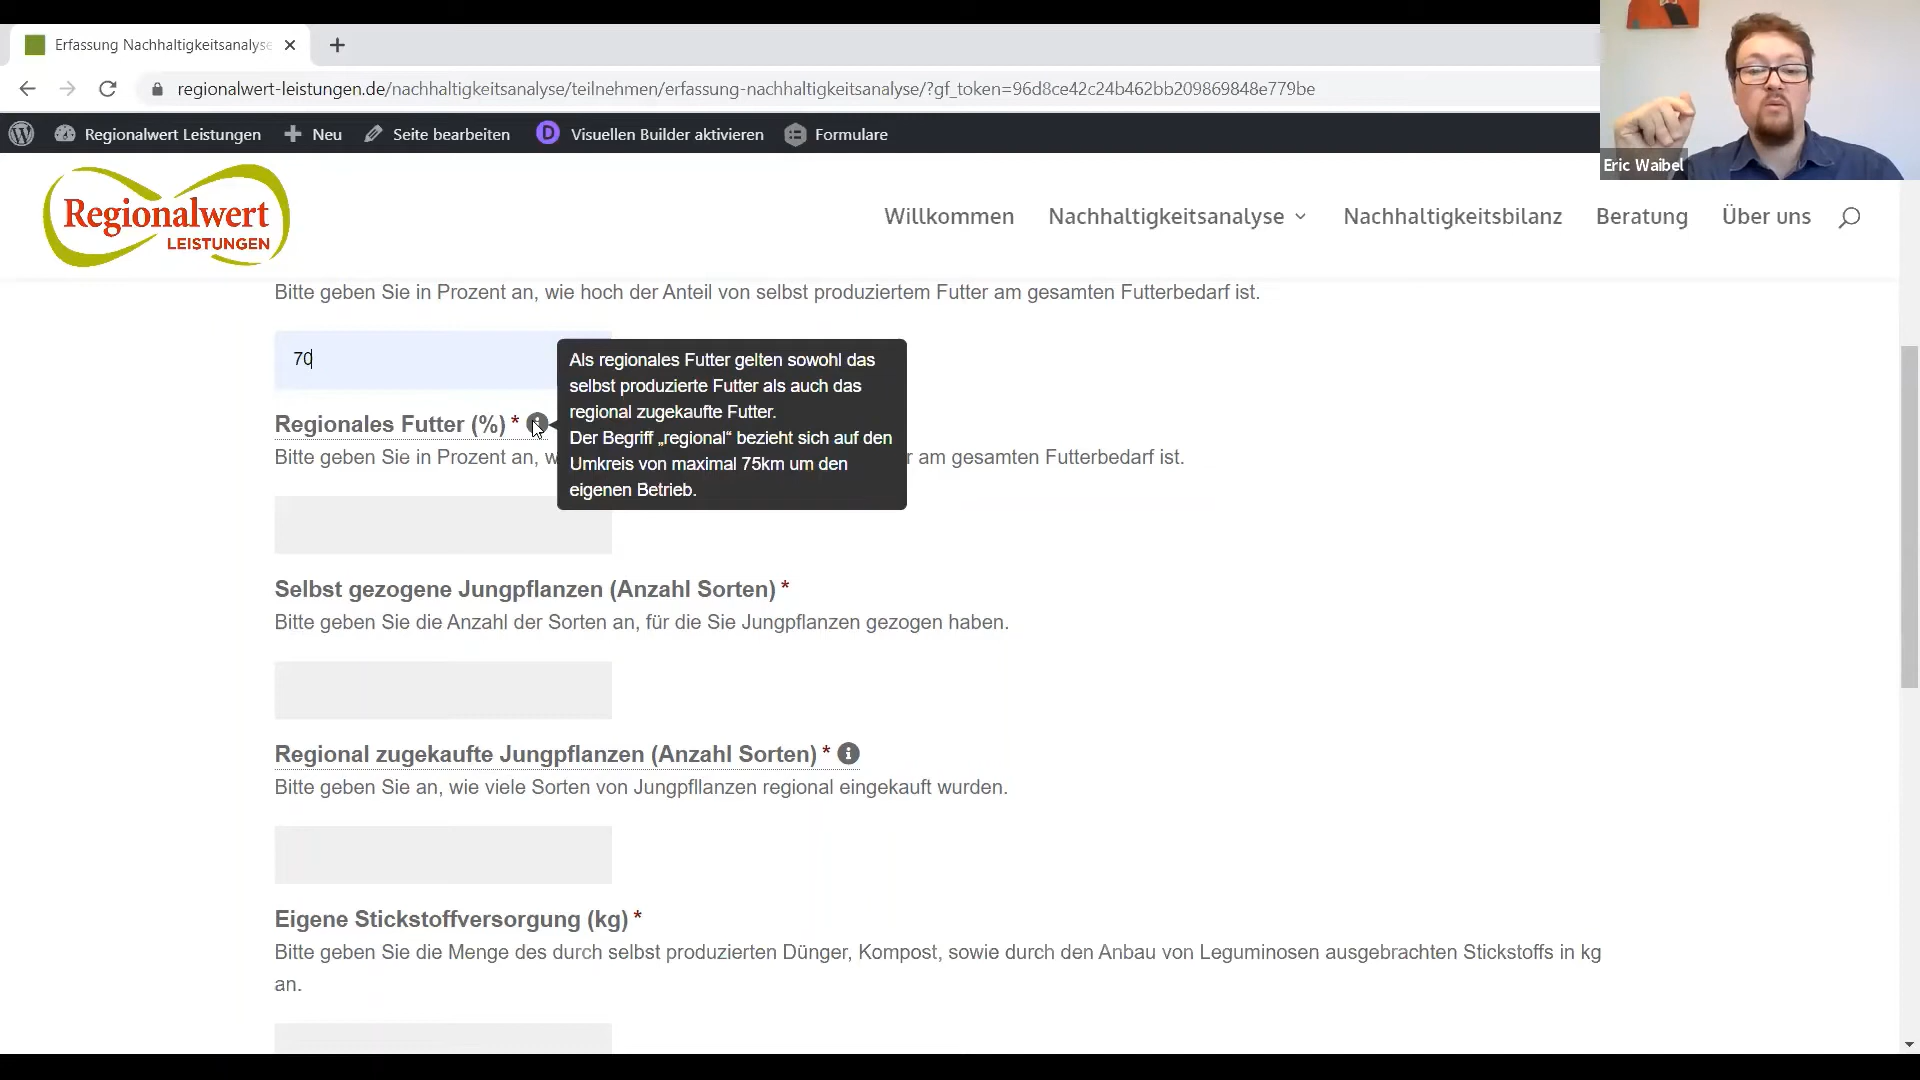 Erfassung Nachhaltigkeitsanalyse
regionalwert-leistungen.de/nachhaltigkeitsanalyse/teilnehmen/erfassung-nachhaltigkeitsanalyse/?gf_token=96d8ce42c24b462bb209869848e779be
Regionalwert Leistungen Neu Seite bearbeiten D Visuellen Builder aktivieren Formulare
Eric Waibel
Regionalwert
LEISTUNGEN
Willkommen Nachhaltigkeitsanalyse Nachhaltigkeitsbilanz Beratung Über uns
Bitte geben Sie in Prozent an, wie hoch der Anteil von selbst produziertem Futter am gesamten Futterbedarf ist.
70
Als regionales Futter gelten sowohl das
selbst produzierte Futter als auch das
regional zugekaufte Futter.
Der Begriff „regional“ bezieht sich auf den
Umkreis von maximal 75km um den
eigenen Betrieb.
Regionales Futter (%) *
Bitte geben Sie in Prozent an, w r am gesamten Futterbedarf ist.
Selbst gezogene Jungpflanzen (Anzahl Sorten) *
Bitte geben Sie die Anzahl der Sorten an, für die Sie Jungpflanzen gezogen haben.
Regional zugekaufte Jungpflanzen (Anzahl Sorten) *
Bitte geben Sie an, wie viele Sorten von Jungpfllanzen regional eingekauft wurden.
Eigene Stickstoffversorgung (kg) *
Bitte geben Sie die Menge des durch selbst produzierten Dünger, Kompost, sowie durch den Anbau von Leguminosen ausgebrachten Stickstoffs in kg
an.